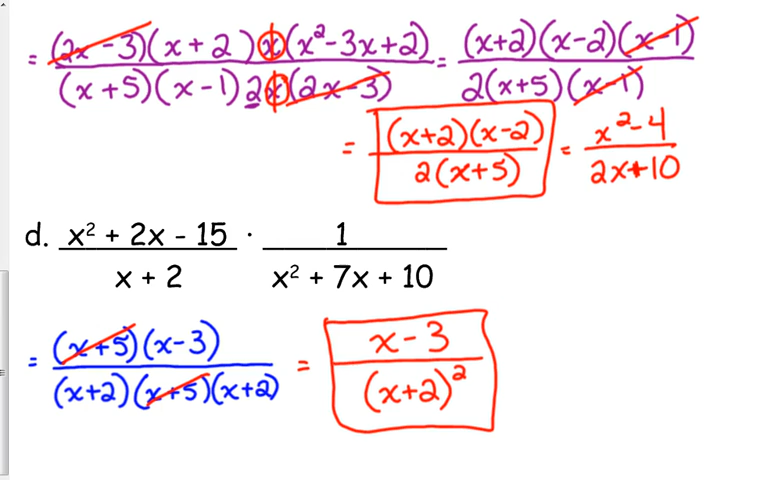 = (2x-3)(x+2)x(x²-3x+2) / (x+5)(x-1)2x(2x-3) = (x+2)(x-2)(x-1) / 2(x+5)(x-1)
= (x+2)(x-2) / 2(x+5) = x²-4 / 2x+10
d. x² + 2x - 15 / x + 2 · 1 / x² + 7x + 10
= (x+5)(x-3) / (x+2)(x+5)(x+2) = x-3 / (x+2)²